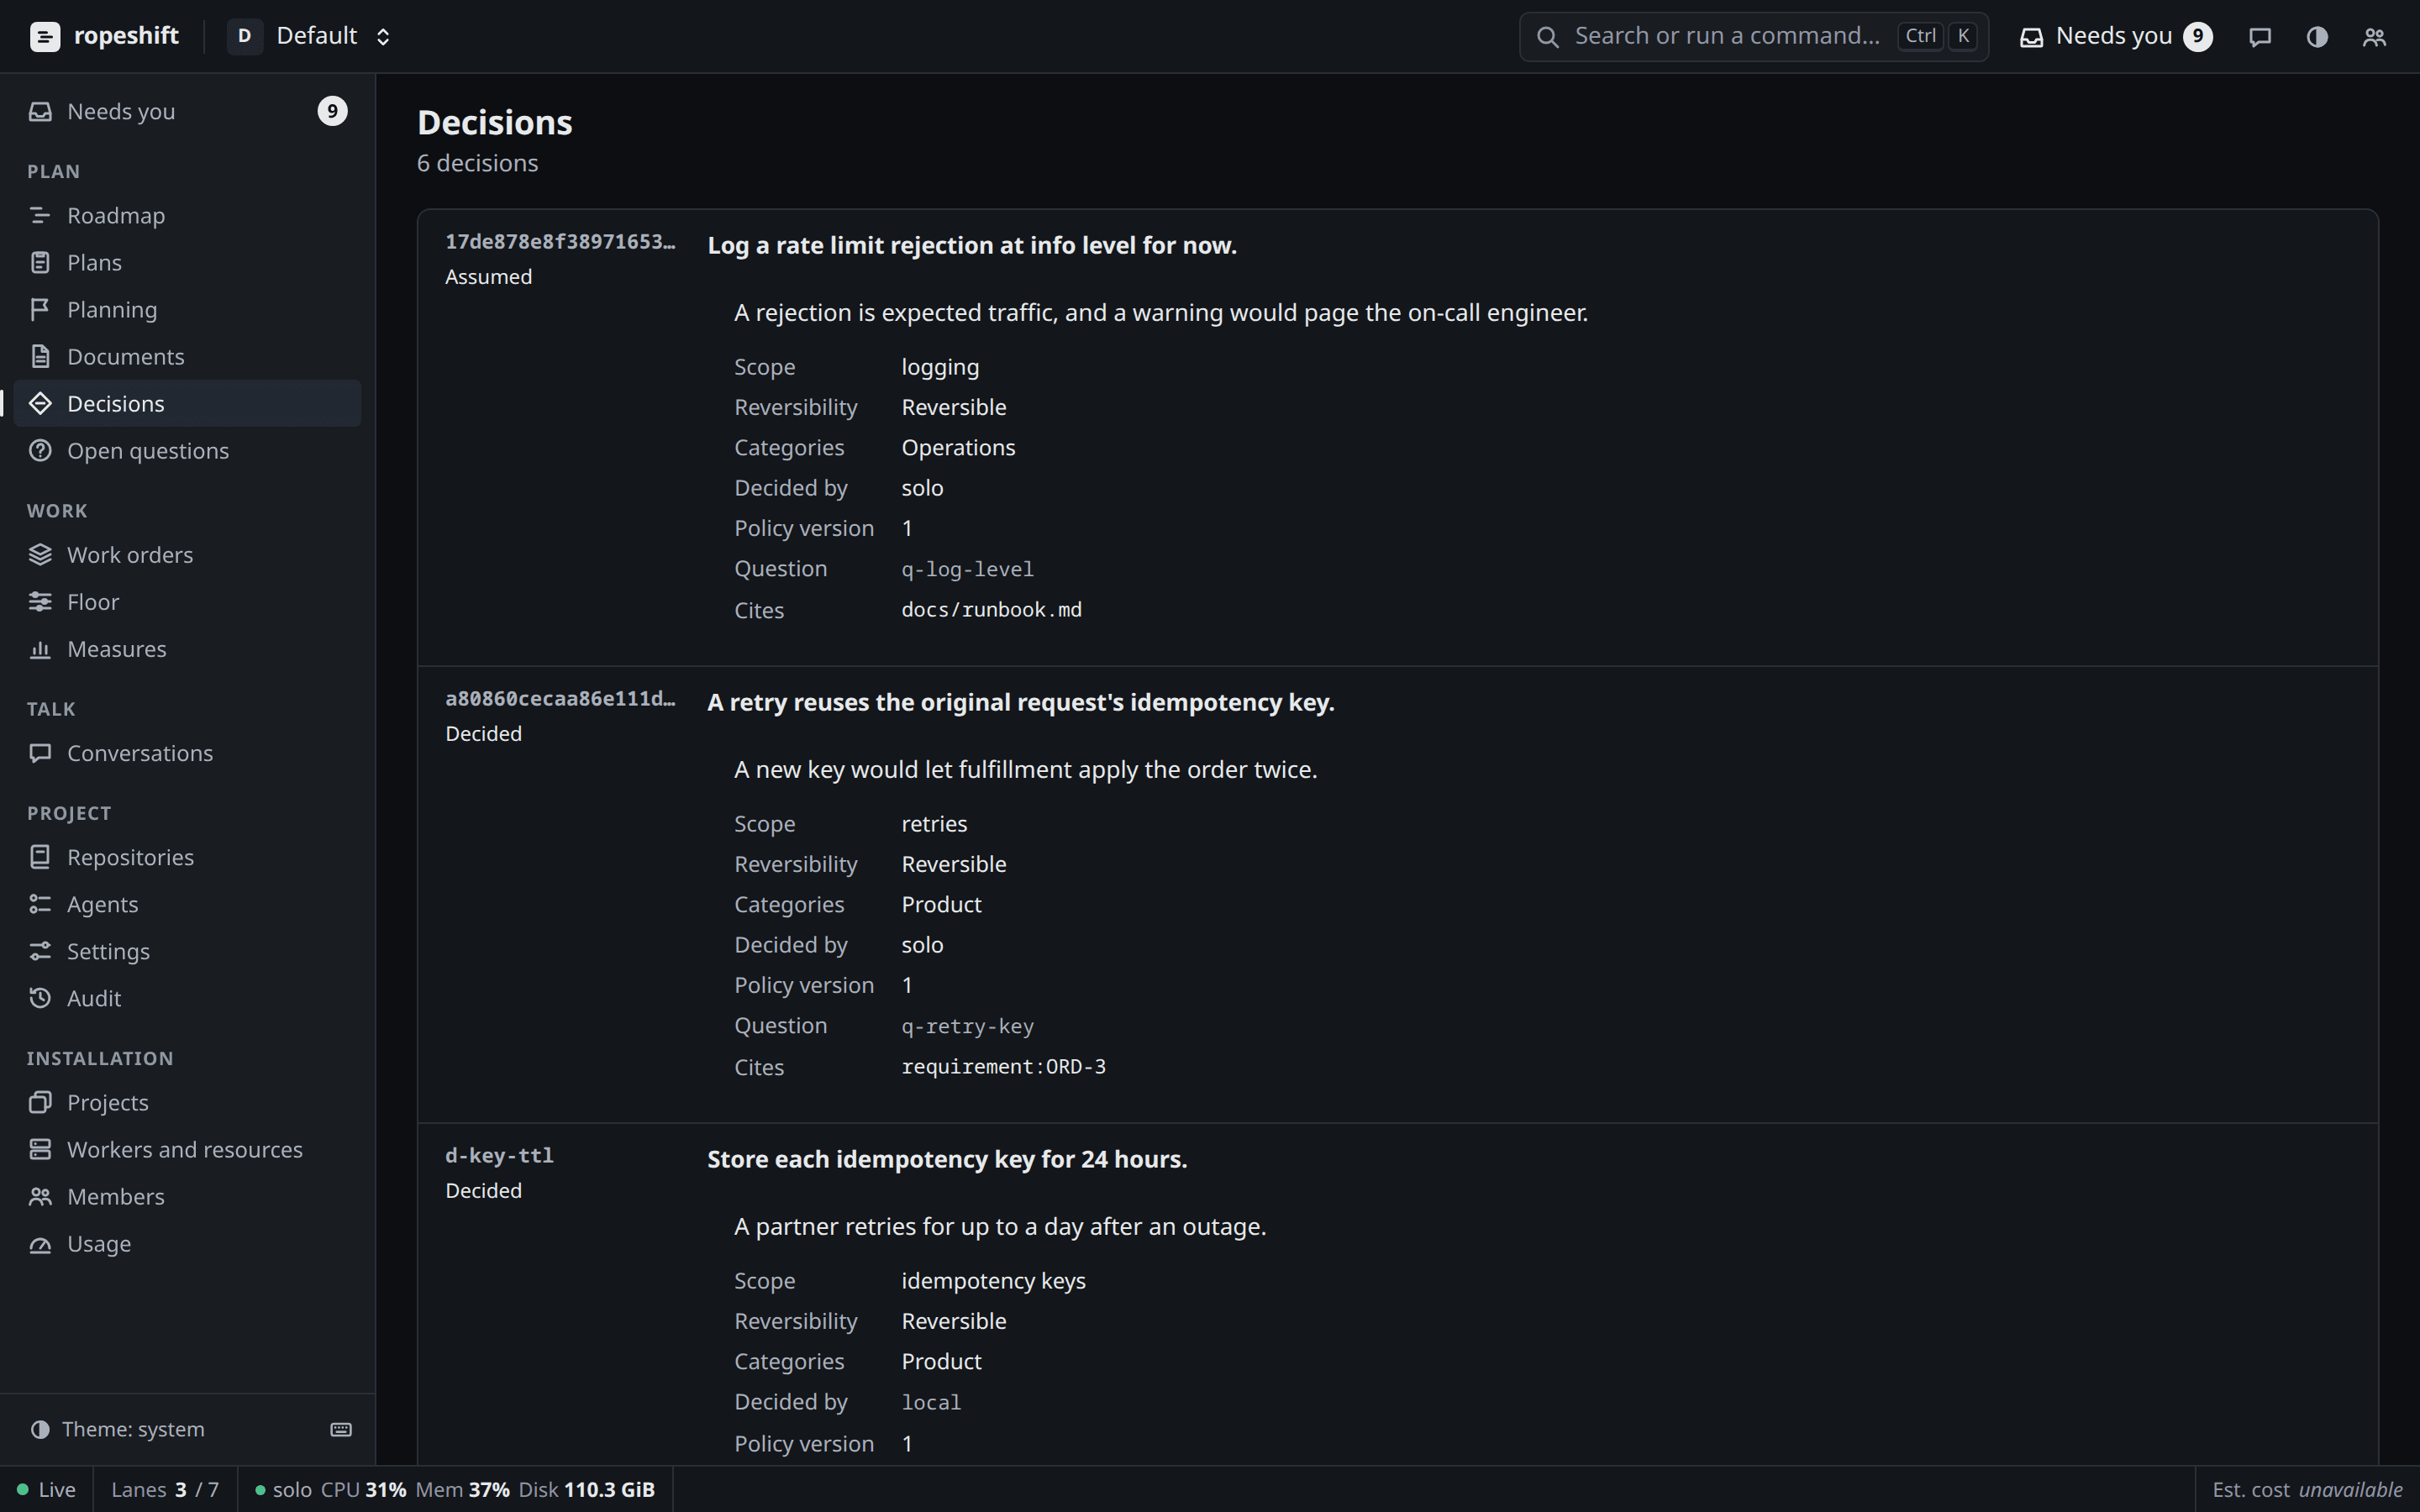 ropeshift
D Default
Search or run a command... Ctrl K
Needs you 9
Needs you 9
PLAN
Roadmap
Plans
Planning
Documents
Decisions
Open questions
WORK
Work orders
Floor
Measures
TALK
Conversations
PROJECT
Repositories
Agents
Settings
Audit
INSTALLATION
Projects
Workers and resources
Members
Usage
Theme: system
Decisions
6 decisions
17de878e8f38971653…
Assumed
Log a rate limit rejection at info level for now.
A rejection is expected traffic, and a warning would page the on-call engineer.
Scope logging
Reversibility Reversible
Categories Operations
Decided by solo
Policy version 1
Question q-log-level
Cites docs/runbook.md
a80860cecaa86e111d…
Decided
A retry reuses the original request's idempotency key.
A new key would let fulfillment apply the order twice.
Scope retries
Reversibility Reversible
Categories Product
Decided by solo
Policy version 1
Question q-retry-key
Cites requirement:ORD-3
d-key-ttl
Decided
Store each idempotency key for 24 hours.
A partner retries for up to a day after an outage.
Scope idempotency keys
Reversibility Reversible
Categories Product
Decided by local
Policy version 1
Live
Lanes 3 / 7
solo CPU 31% Mem 37% Disk 110.3 GiB
Est. cost unavailable